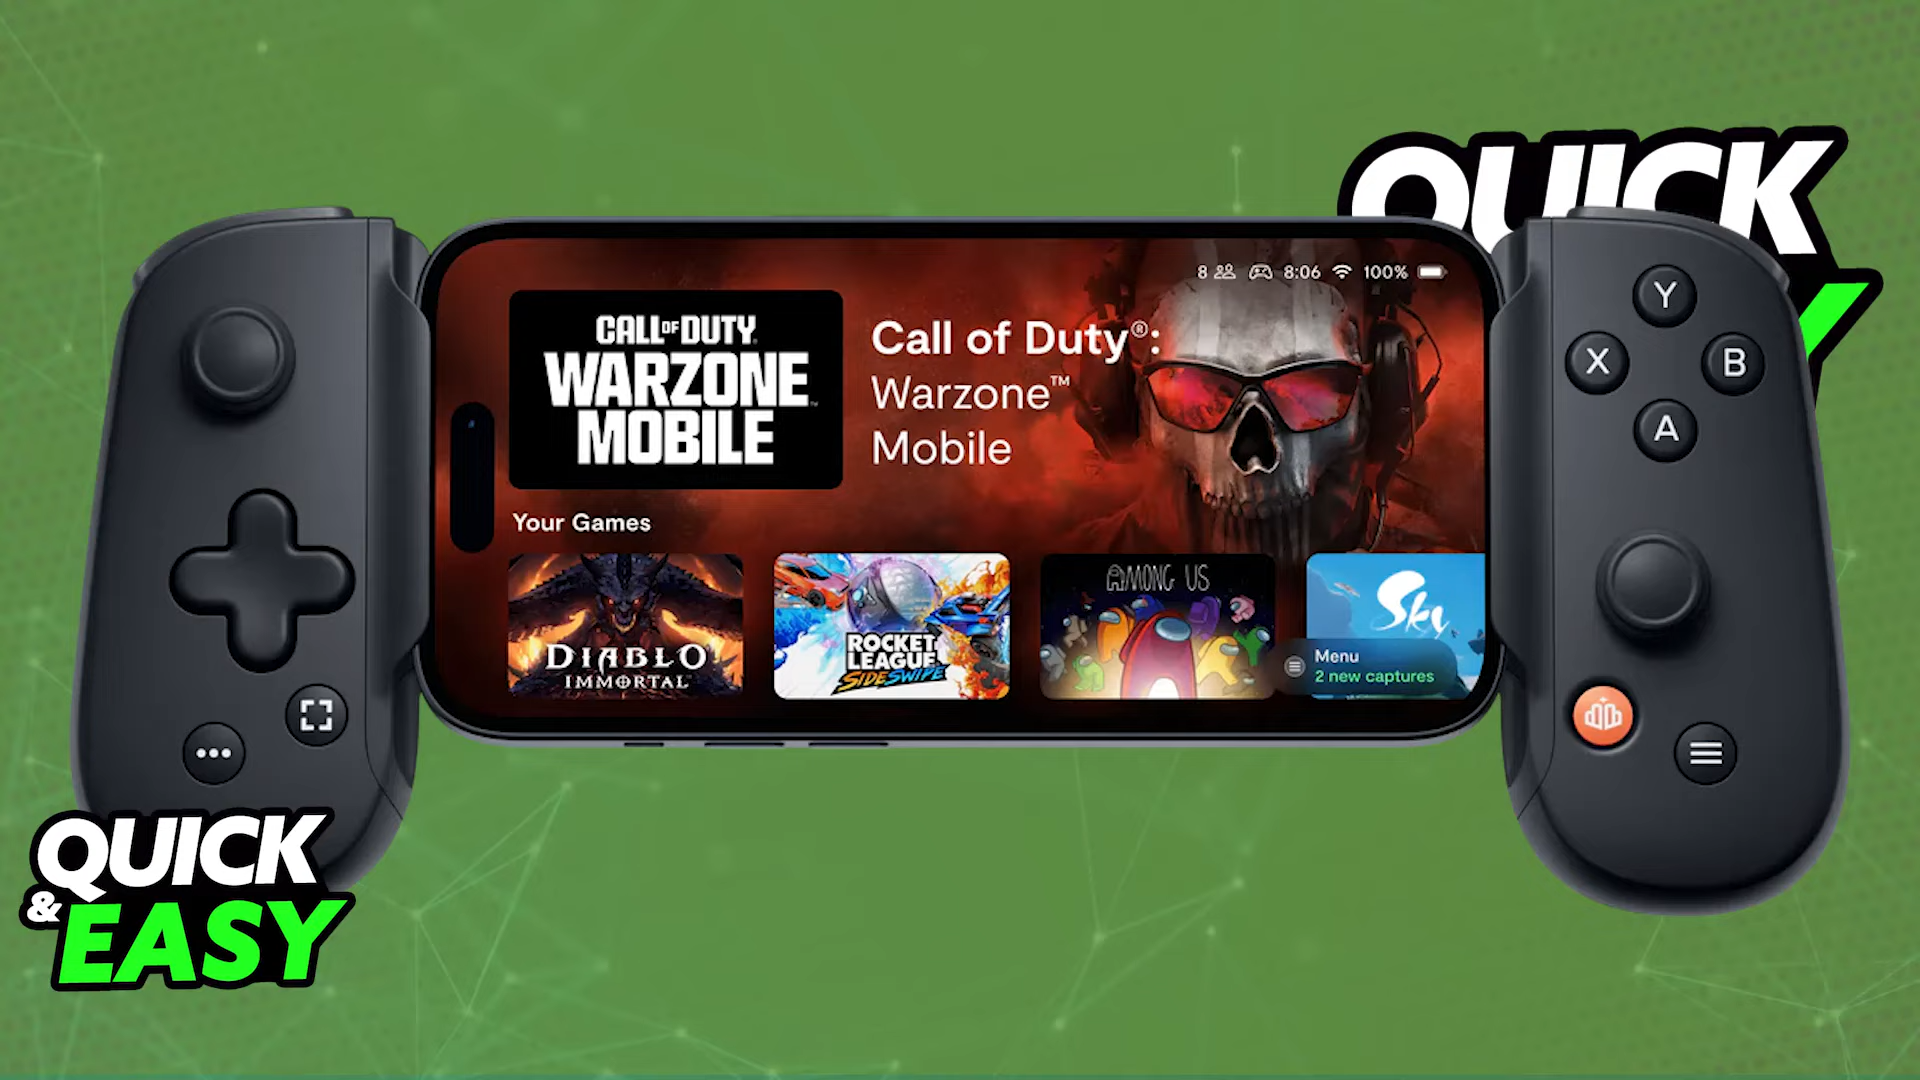 QUICK
Y
8 8:06 100%
CALL OF DUTY
WARZONE™
MOBILE
Call of Duty®:
Warzone™
Mobile
Your Games
DIABLO
IMMORTAL
ROCKET
LEAGUE
SIDESWIPE
AMONG US
Sky
Menu
2 new captures
Y
X
B
A
QUICK
&
EASY